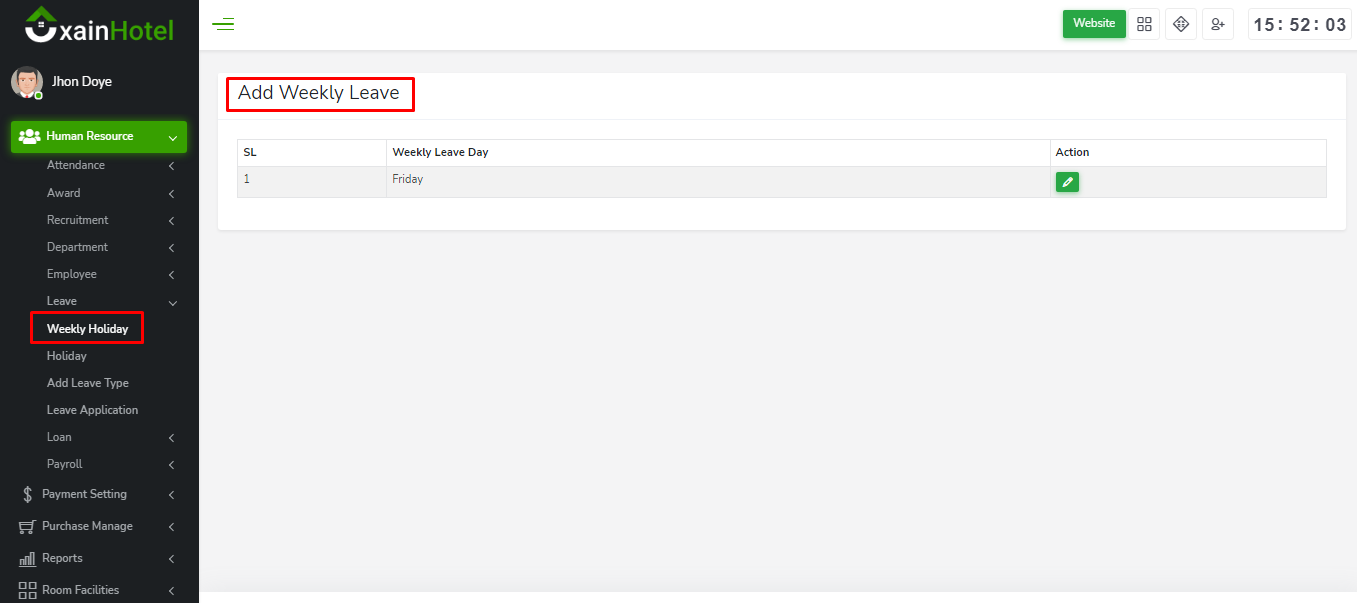 xainHotel
Website
15:52:03
Jhon Doye
Human Resource
Attendance
Award
Recruitment
Department
Employee
Leave
Weekly Holiday
Holiday
Add Leave Type
Leave Application
Loan
Payroll
Payment Setting
Purchase Manage
Reports
Room Facilities
Add Weekly Leave
SL Weekly Leave Day Action
1 Friday